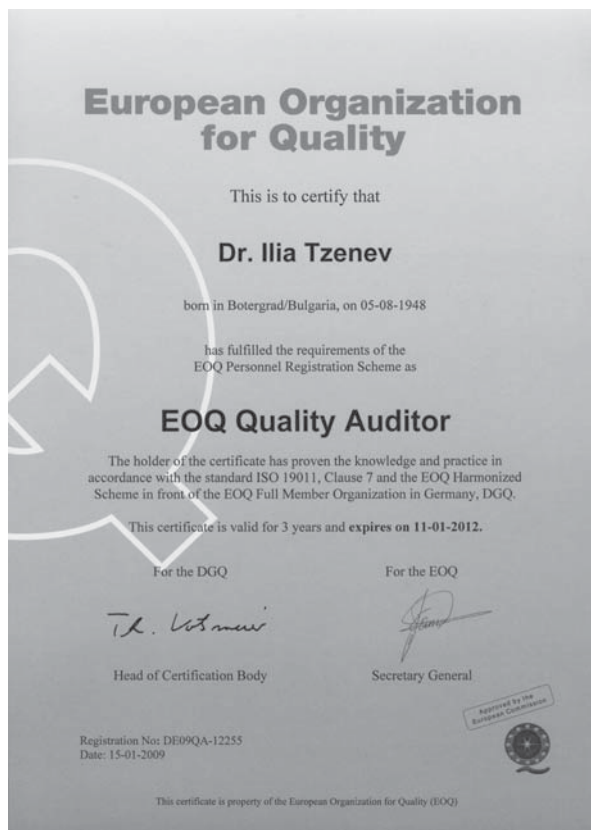 European Organization
for Quality
This is to certify that
Dr. Ilia Tzenev
born in Botergrad/Bulgaria, on 05-08-1948
has fulfilled the requirements of the
EOQ Personnel Registration Scheme as
EOQ Quality Auditor
The holder of the certificate has proven the knowledge and practice in
accordance with the standard ISO 19011, Clause 7 and the EOQ Harmonized
Scheme in front of the EOQ Full Member Organization in Germany, DGQ.
This certificate is valid for 3 years and expires on 11-01-2012.
For the DGQ
For the EOQ
Head of Certification Body
Secretary General
Approved by the
European Commission
Registration No: DE09QA-12255
Date: 15-01-2009
This certificate is property of the European Organization for Quality (EOQ)